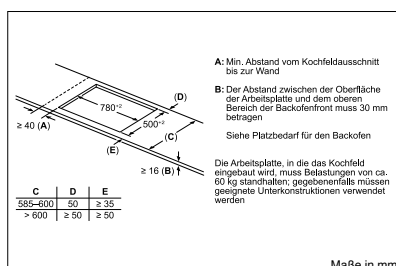 A: Min. Abstand vom Kochfeldausschnitt
bis zur Wand
B: Der Abstand zwischen der Oberfläche
der Arbeitsplatte und dem oberen
Bereich der Backofenfront muss 30 mm
betragen
Siehe Platzbedarf für den Backofen
Die Arbeitsplatte, in die das Kochfeld
eingebaut wird, muss Belastungen von ca.
60 kg standhalten; gegebenenfalls müssen
geeignete Unterkonstruktionen verwendet
werden
(D)
780+2
500+2
≥ 40 (A)
(C)
(E)
≥ 16 (B)
C D E
585–600 50 ≥ 35
> 600 ≥ 50 ≥ 50
Maße in mm